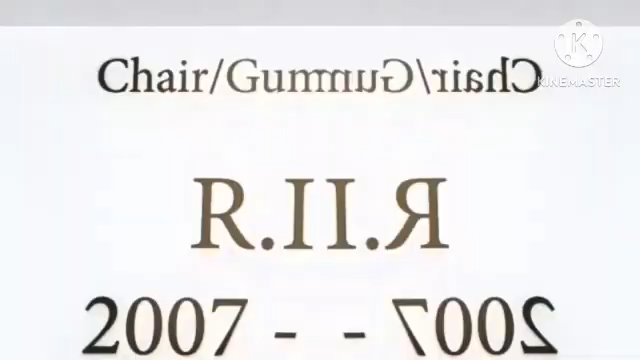 Chair/GummuG\riahC
R.II.R
2007 - - 7002
K
KINEMASTER